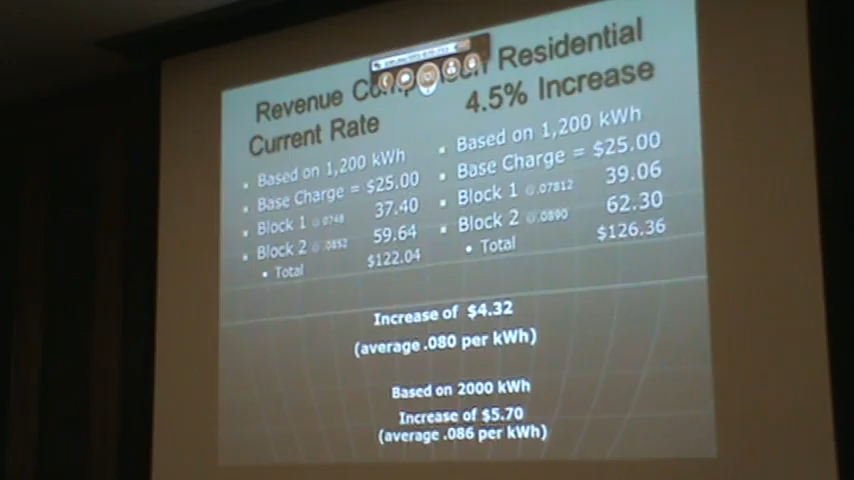 Revenue Residential
Current Rate
4.5% Increase
Based on 1,200 kWh
Base Charge = $25.00
Block 1 @ .0748 37.40
Block 2 @ .0852 59.64
Total $122.04
Based on 1,200 kWh
Base Charge = $25.00
Block 1 @ .07812 39.06
Block 2 @ .0890 62.30
Total $126.36
Increase of $4.32
(average .080 per kWh)
Based on 2000 kWh
Increase of $5.70
(average .086 per kWh)